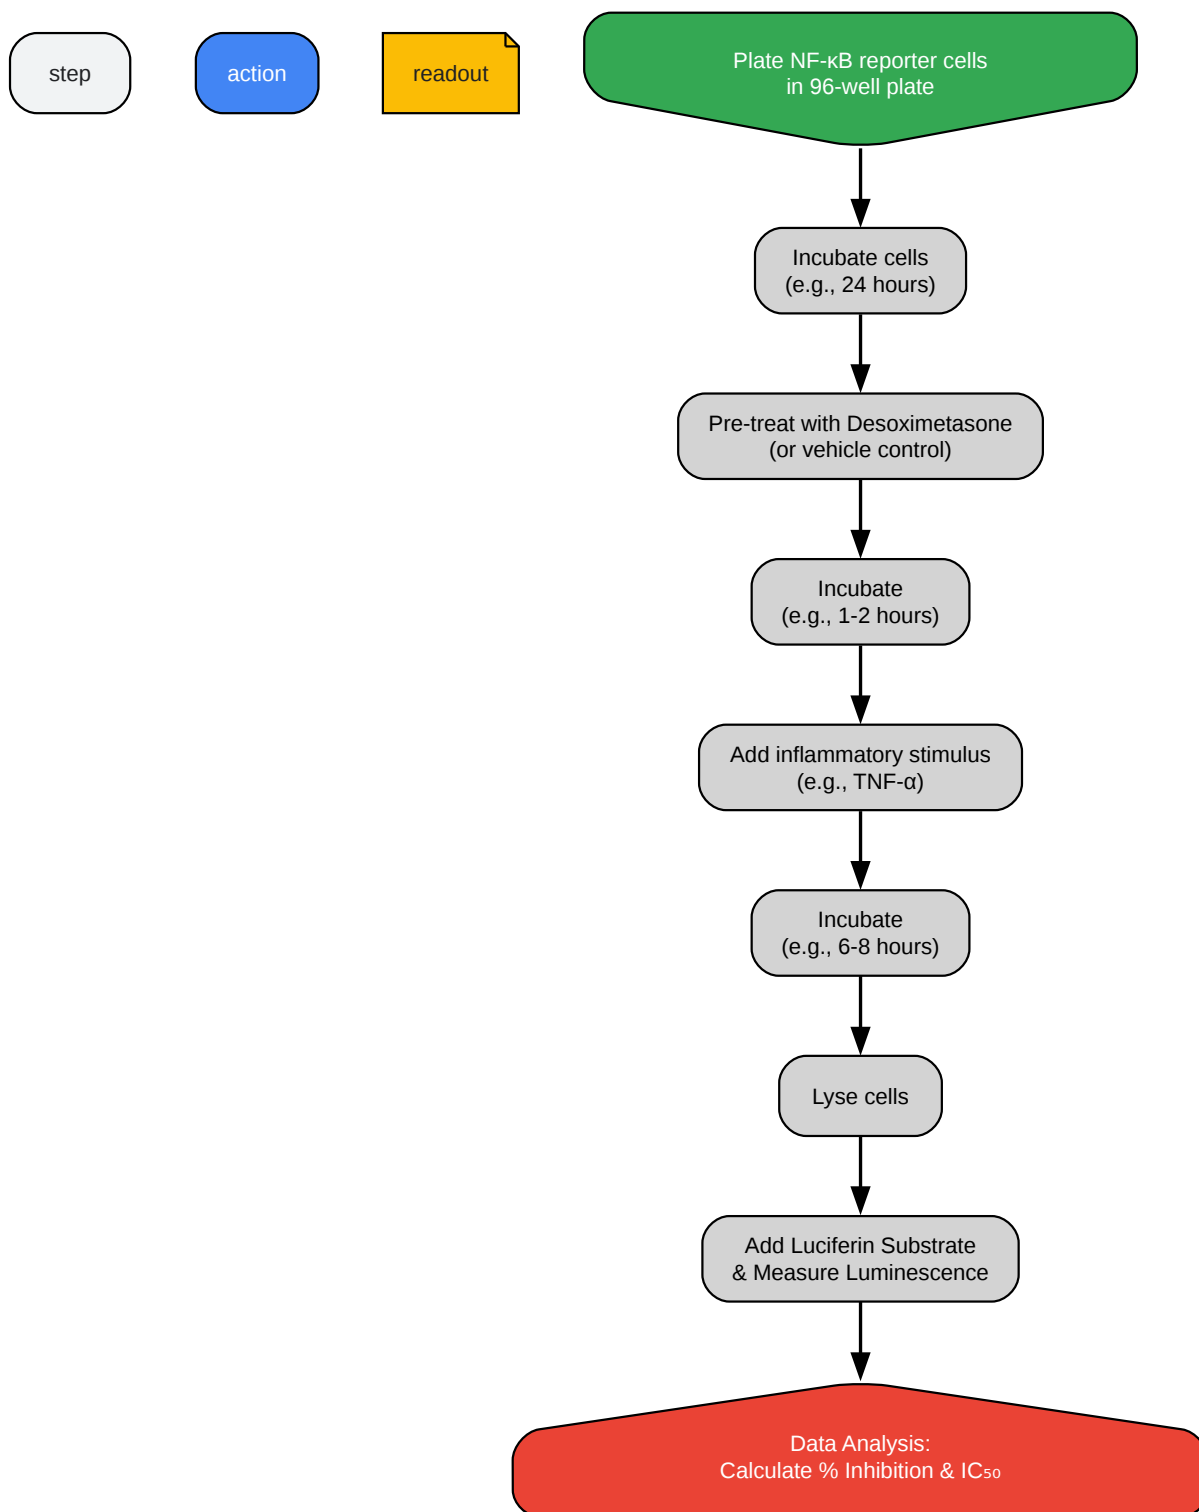 step
action
readout
Plate NF-κB reporter cells
in 96-well plate
Incubate cells
(e.g., 24 hours)
Pre-treat with Desoximetasone
(or vehicle control)
Incubate
(e.g., 1-2 hours)
Add inflammatory stimulus
(e.g., TNF-α)
Incubate
(e.g., 6-8 hours)
Lyse cells
Add Luciferin Substrate
& Measure Luminescence
Data Analysis:
Calculate % Inhibition & IC₅₀